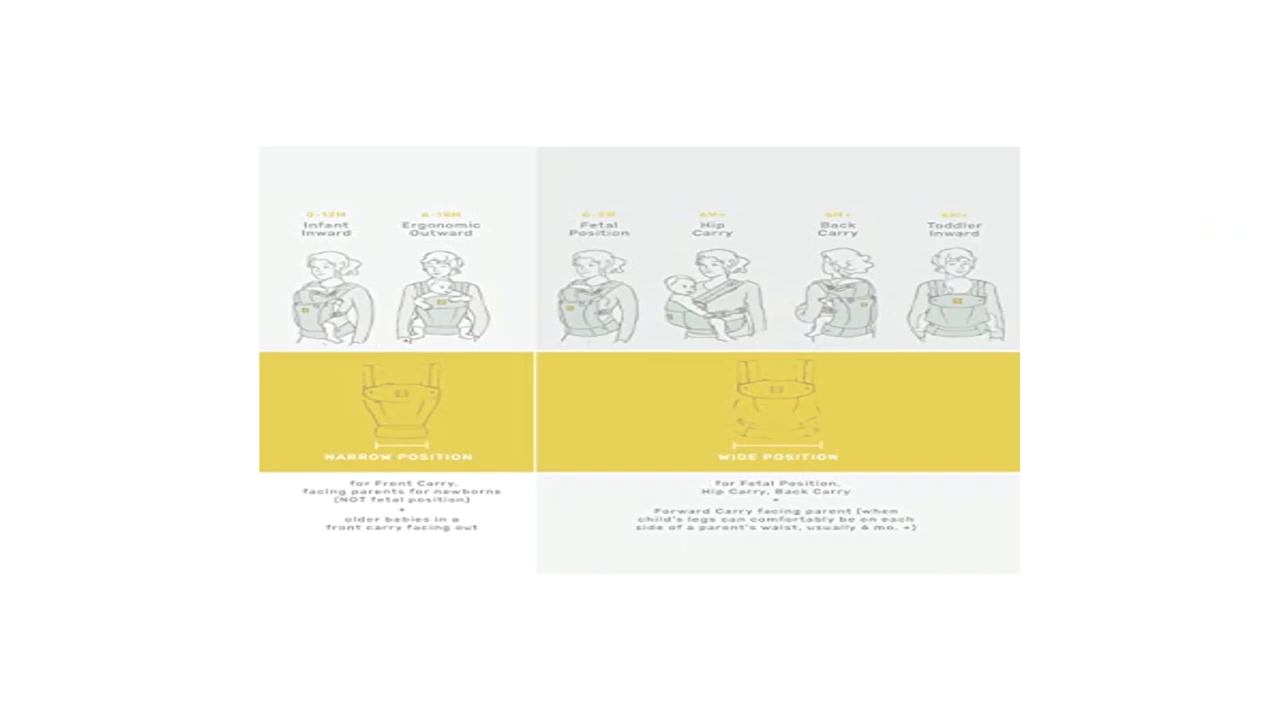 0-12M
Infant
Inward
6-18M
Ergonomic
Outward
0-3M
Fetal
Position
6M+
Hip
Carry
6M+
Back
Carry
6M+
Toddler
Inward
NARROW POSITION
for Front Carry,
facing parents for newborns
(NOT fetal position)
+
older babies in a
front carry facing out
WIDE POSITION
for Fetal Position,
Hip Carry, Back Carry
+
Forward Carry facing parent (when
child's legs can comfortably be on each
side of a parent's waist, usually 6 mo. +)